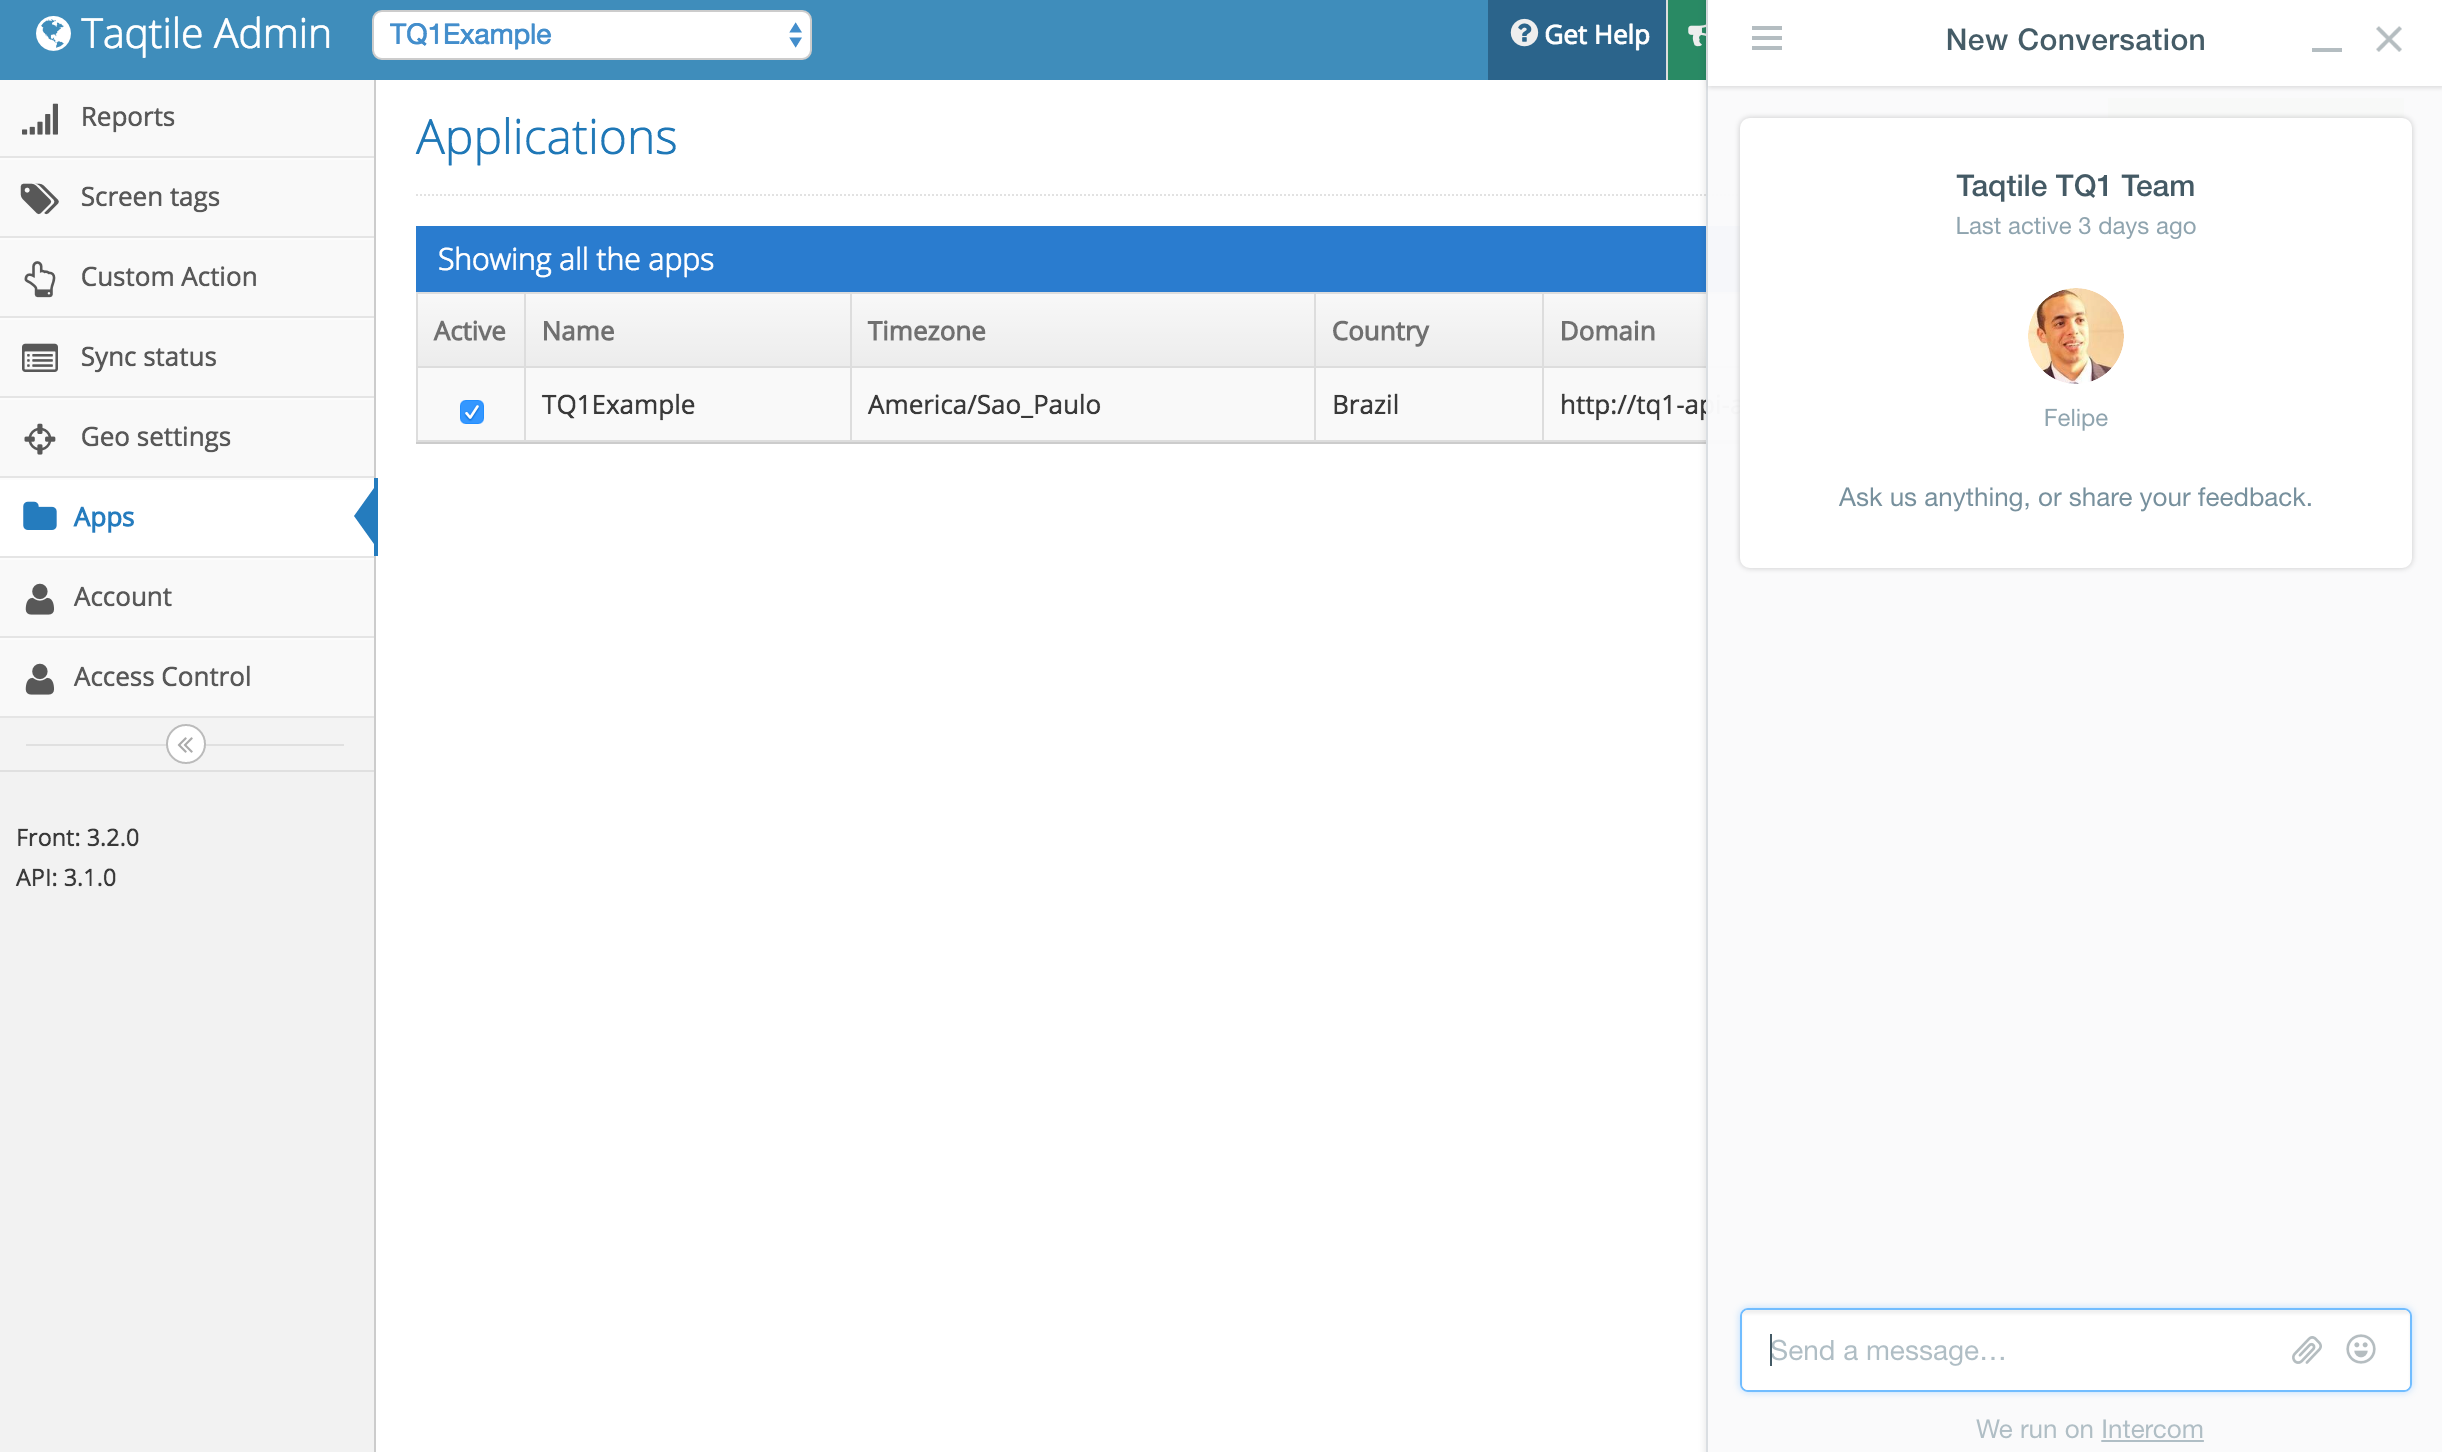 Taqtile Admin
TQ1Example
Get Help
Reports
Screen tags
Custom Action
Sync status
Geo settings
Apps
Account
Access Control
Front: 3.2.0
API: 3.1.0
Applications
Showing all the apps
Active Name Timezone Country Domain
TQ1Example America/Sao_Paulo Brazil http://tq1-api-a
New Conversation
Taqtile TQ1 Team
Last active 3 days ago
Felipe
Ask us anything, or share your feedback.
Send a message...
We run on Intercom